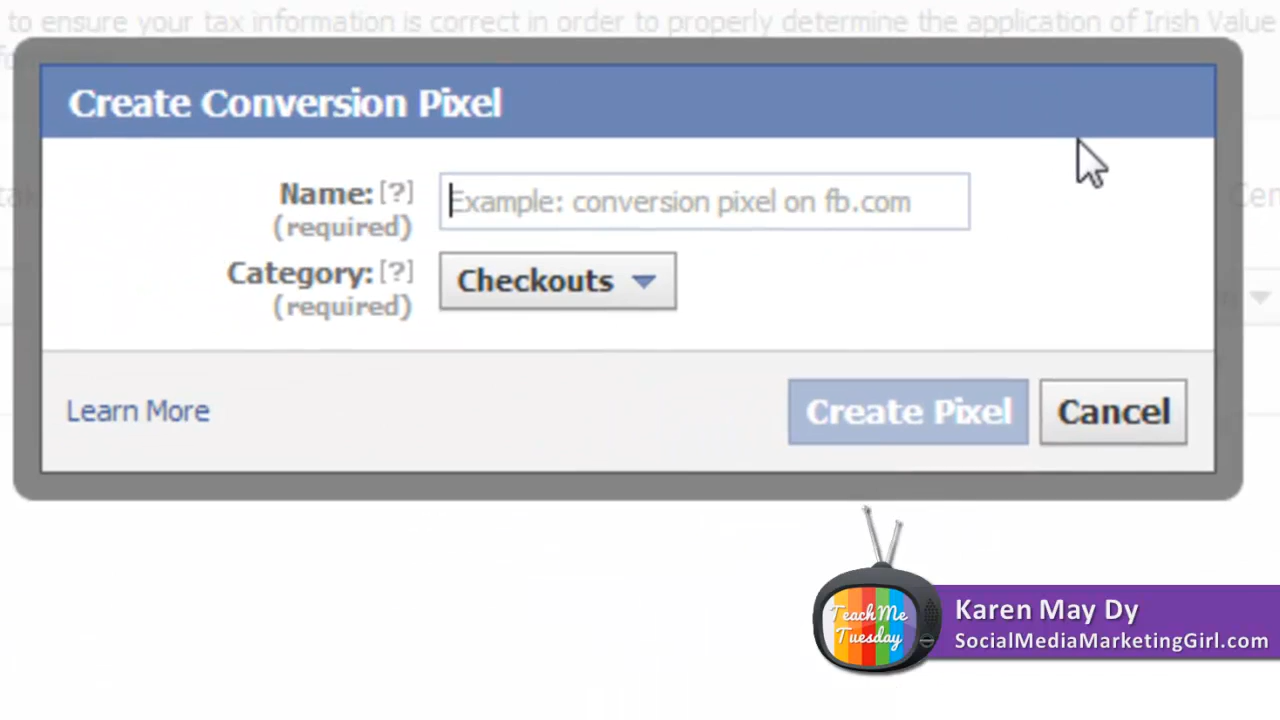 to ensure your tax information is correct in order to properly determine the application of Irish Value
Create Conversion Pixel
Name: [?]
(required)
Example: conversion pixel on fb.com
Category: [?]
(required)
Checkouts
Learn More
Create Pixel
Cancel
TeachMe
Tuesday
Karen May Dy
SocialMediaMarketingGirl.com